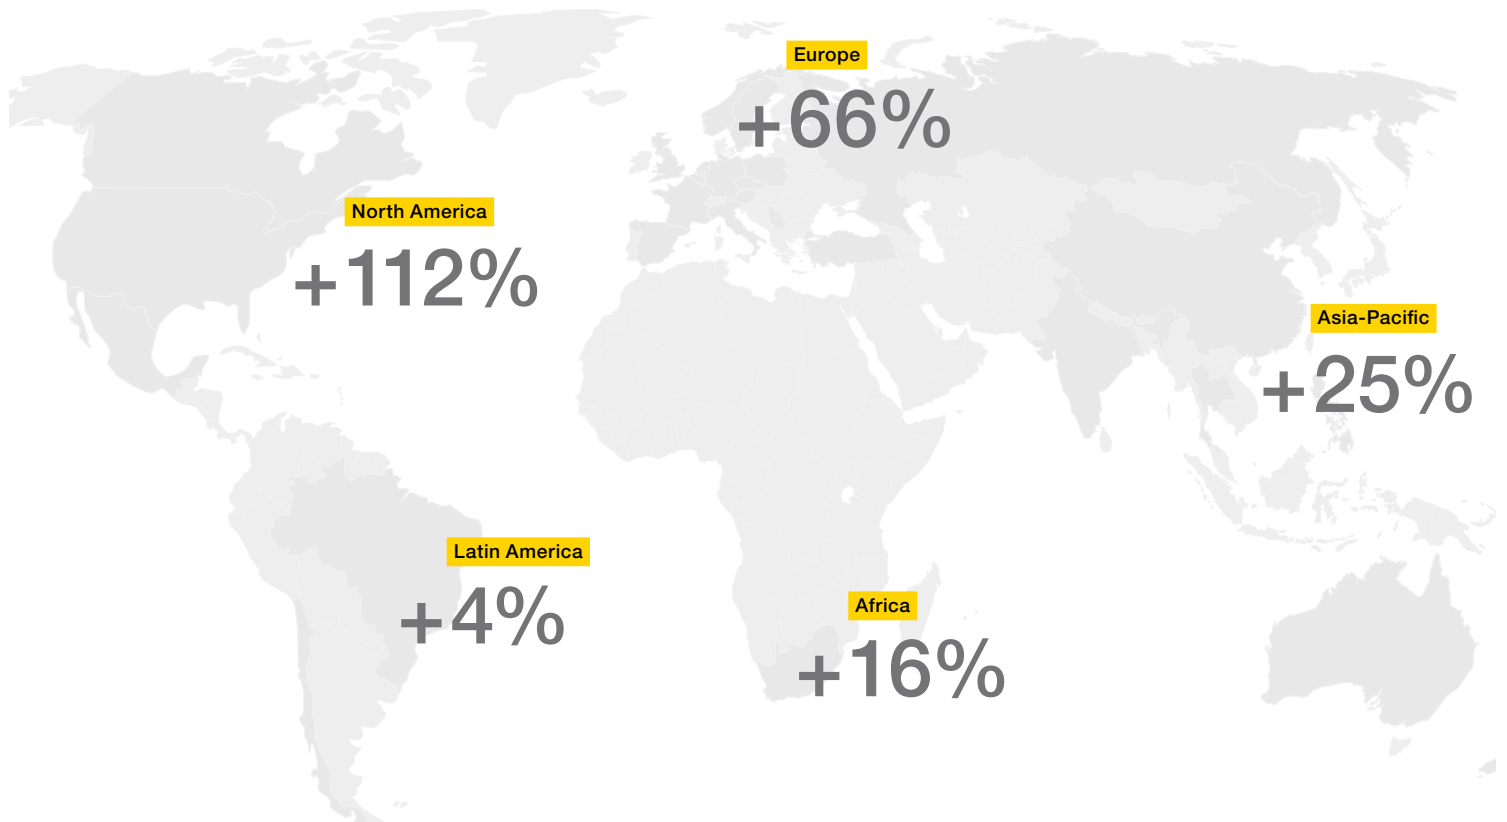 Europe
+66%
North America
+112%
Asia-Pacific
+25%
Latin America
+4%
Africa
+16%